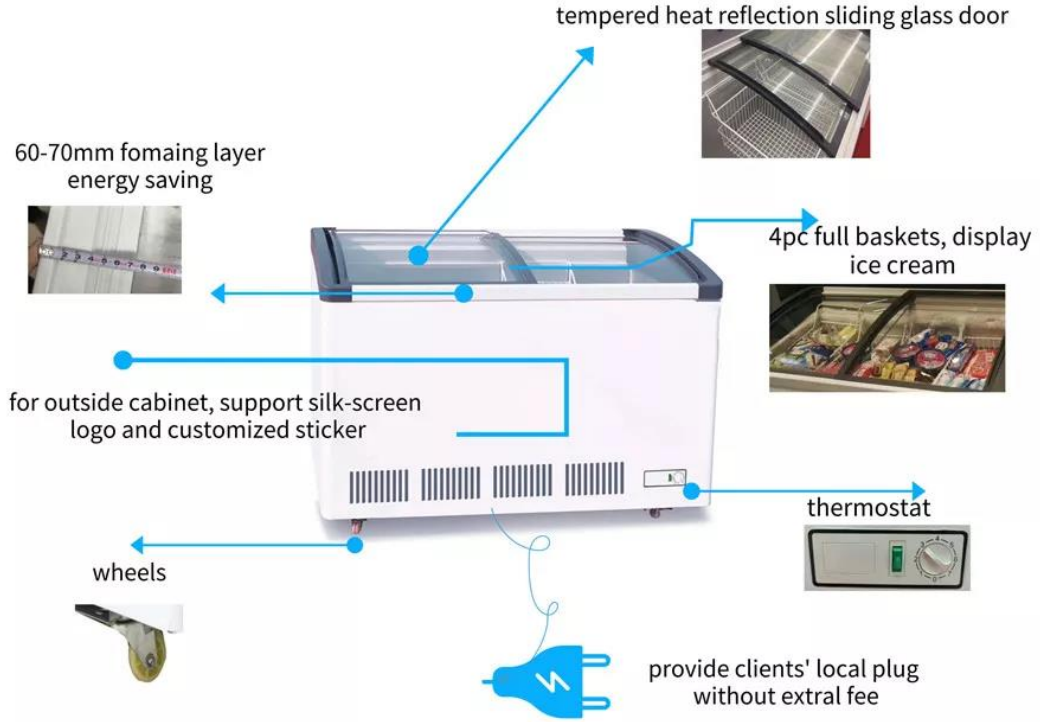 tempered heat reflection sliding glass door
60-70mm fomaing layer
energy saving
4pc full baskets, display
ice cream
for outside cabinet, support silk-screen
logo and customized sticker
thermostat
wheels
provide clients' local plug
without extral fee